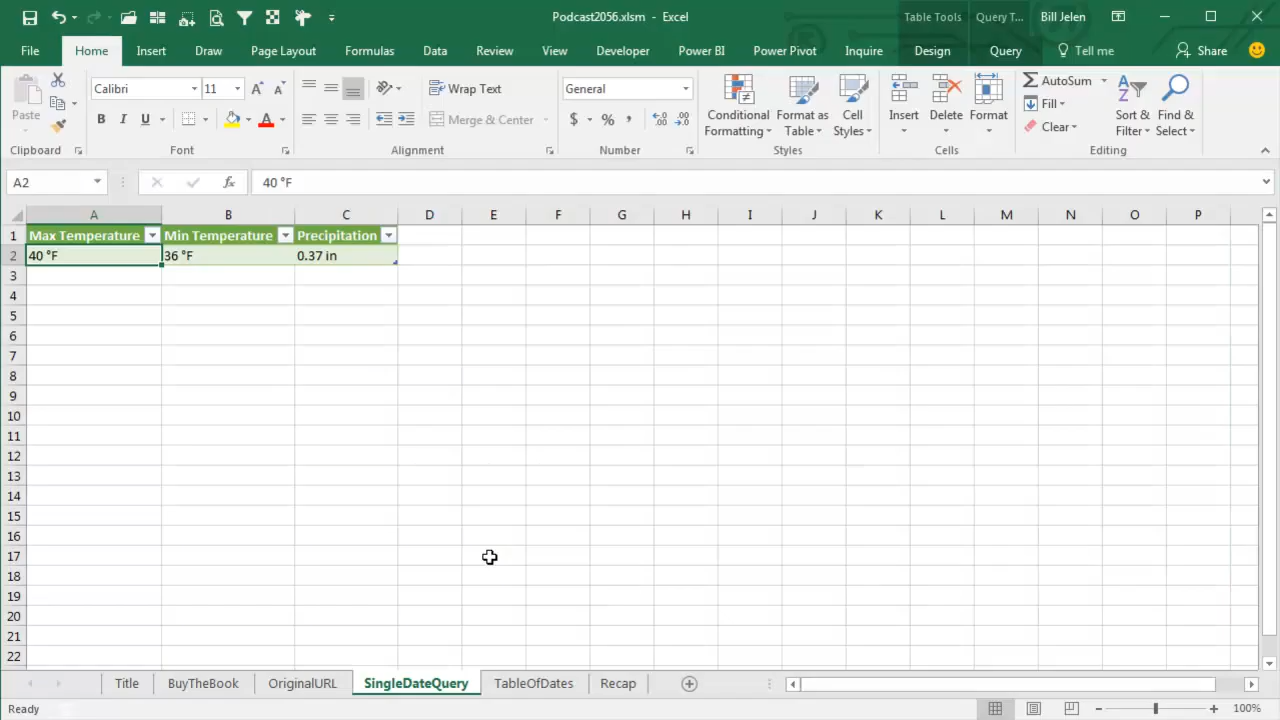 Podcast2056.xlsm - Excel
Table Tools
Query T...
Bill Jelen
File
Home
Insert
Draw
Page Layout
Formulas
Data
Review
View
Developer
Power BI
Power Pivot
Inquire
Design
Query
Tell me
Share
Paste
Clipboard
Calibri
11
A
A
B
I
U
A
Font
Wrap Text
Merge & Center
Alignment
General
$
%
,
Number
Conditional Formatting
Format as Table
Cell Styles
Styles
Insert
Delete
Format
Cells
AutoSum
Fill
Clear
Sort & Filter
Find & Select
Editing
A2
fx
40 °F
A B C D E F G H I J K L M N O P
1 Max Temperature Min Temperature Precipitation
2 40 °F 36 °F 0.37 in
3
4
5
6
7
8
9
10
11
12
13
14
15
16
17
18
19
20
21
22
Title
BuyTheBook
OriginalURL
SingleDateQuery
TableOfDates
Recap
Ready
100%